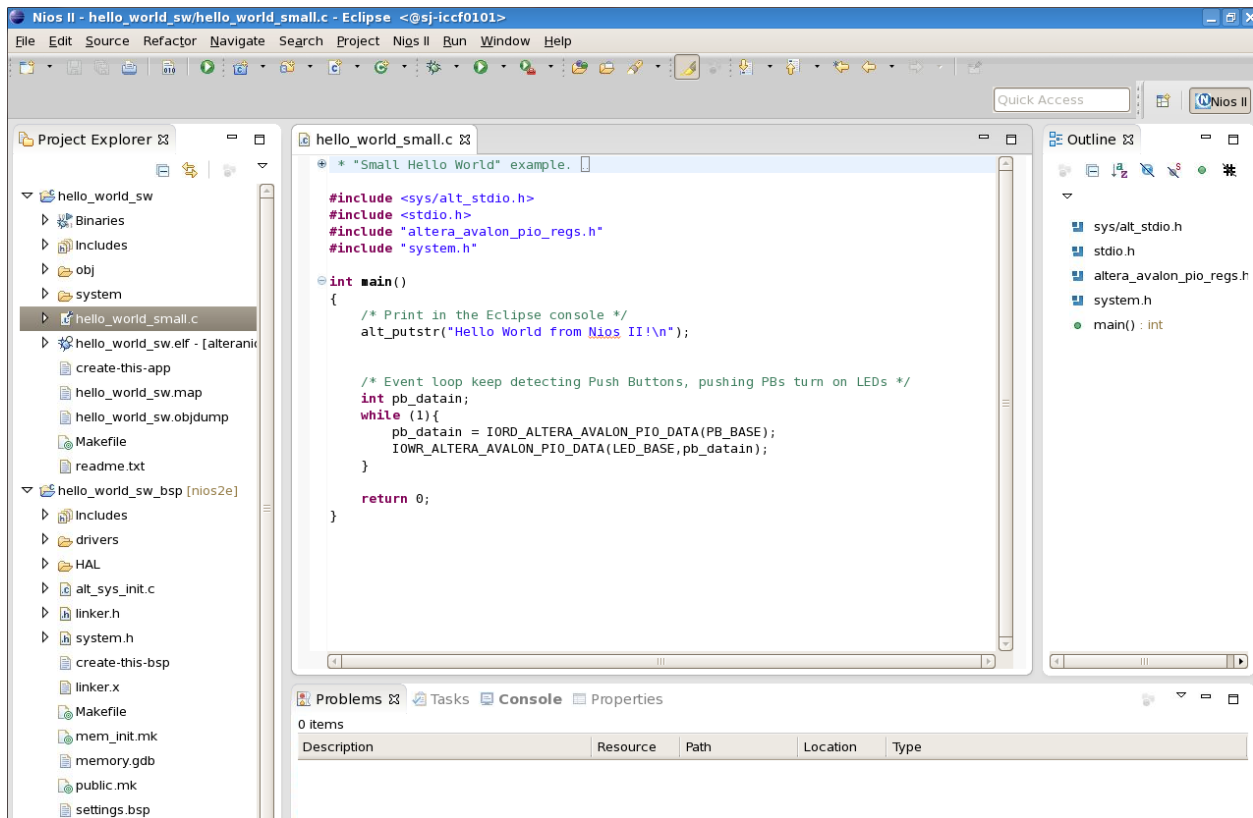 Nios II - hello_world_sw/hello_world_small.c - Eclipse <@sj-iccf0101>
File Edit Source Refactor Navigate Search Project Nios II Run Window Help
Quick Access
Nios II
Project Explorer
hello_world_sw
Binaries
Includes
obj
system
hello_world_small.c
hello_world_sw.elf - [alteranic
create-this-app
hello_world_sw.map
hello_world_sw.objdump
Makefile
readme.txt
hello_world_sw_bsp [nios2e]
Includes
drivers
HAL
alt_sys_init.c
linker.h
system.h
create-this-bsp
linker.x
Makefile
mem_init.mk
memory.gdb
public.mk
settings.bsp
hello_world_small.c
* "Small Hello World" example.
#include <sys/alt_stdio.h>
#include <stdio.h>
#include "altera_avalon_pio_regs.h"
#include "system.h"
int main()
{
/* Print in the Eclipse console */
alt_putstr("Hello World from Nios II!\n");
/* Event loop keep detecting Push Buttons, pushing PBs turn on LEDs */
int pb_datain;
while (1){
pb_datain = IORD_ALTERA_AVALON_PIO_DATA(PB_BASE);
IOWR_ALTERA_AVALON_PIO_DATA(LED_BASE,pb_datain);
}
return 0;
}
Outline
sys/alt_stdio.h
stdio.h
altera_avalon_pio_regs.h
system.h
main() : int
Problems Tasks Console Properties
0 items
Description Resource Path Location Type